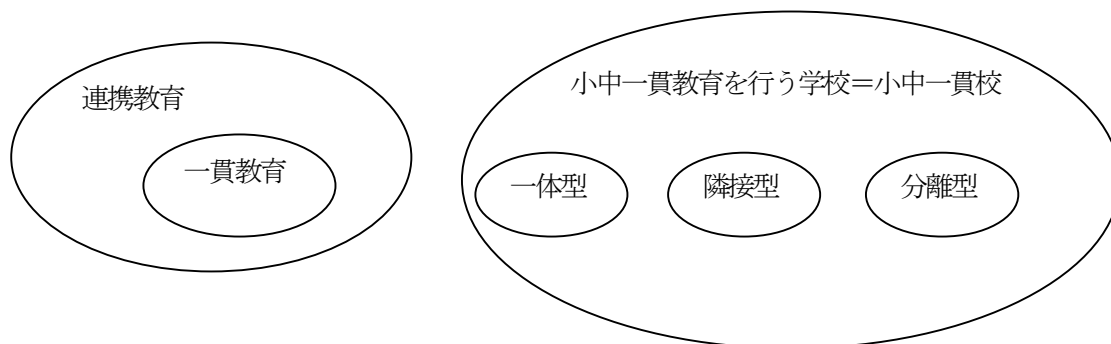 連携教育
一貫教育
小中一貫教育を行う学校＝小中一貫校
一体型
隣接型
分離型